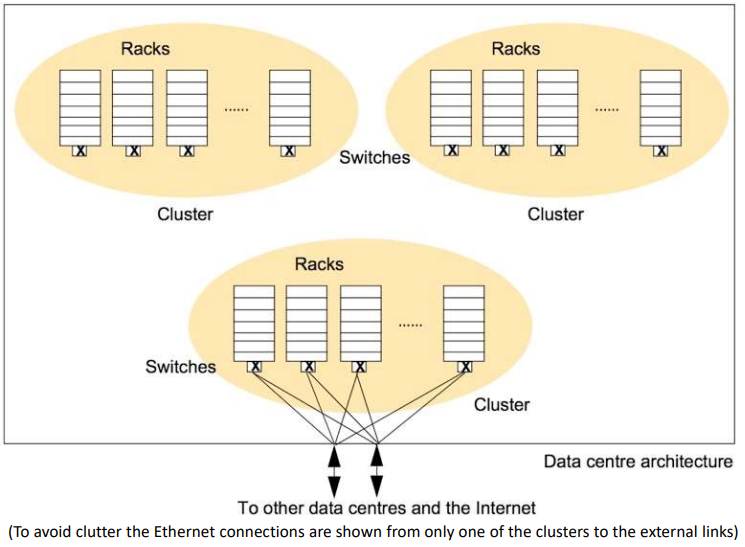 Racks
Racks
......
......
X X X X
X X X X
Switches
Cluster
Cluster
Racks
......
Switches
X X X X
Cluster
Data centre architecture
To other data centres and the Internet
(To avoid clutter the Ethernet connections are shown from only one of the clusters to the external links)